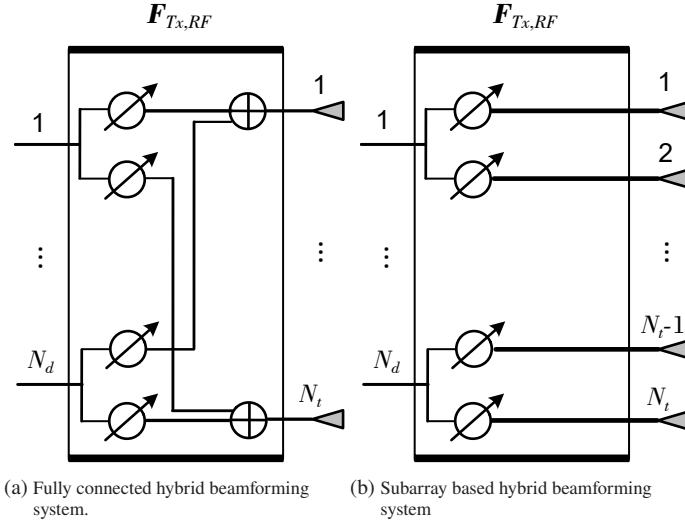 F_{Tx,RF}
1
1
⋮
⋮
N_d
N_t
(a) Fully connected hybrid beamforming
system.
F_{Tx,RF}
1
1
2
⋮
⋮
N_t-1
N_d
N_t
(b) Subarray based hybrid beamforming
system